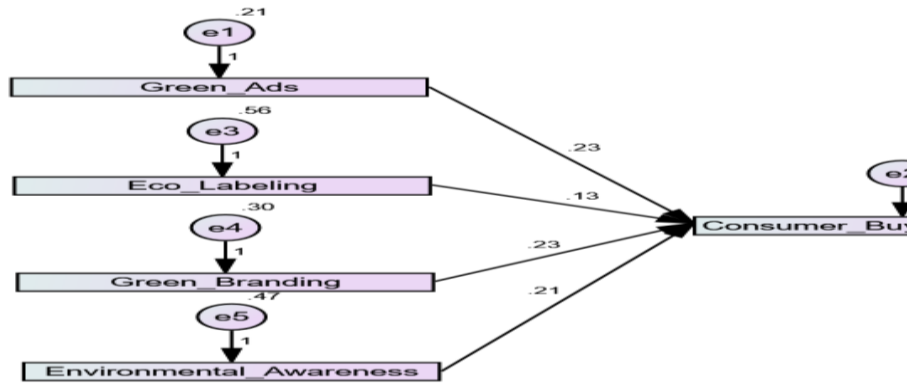 .21
e1
1
Green_Ads
.56
e3
1
.23
Eco_Labeling
.13
.30
e4
1
Consumer_Buy
.23
Green_Branding
.47
.21
e5
1
Environmental_Awareness